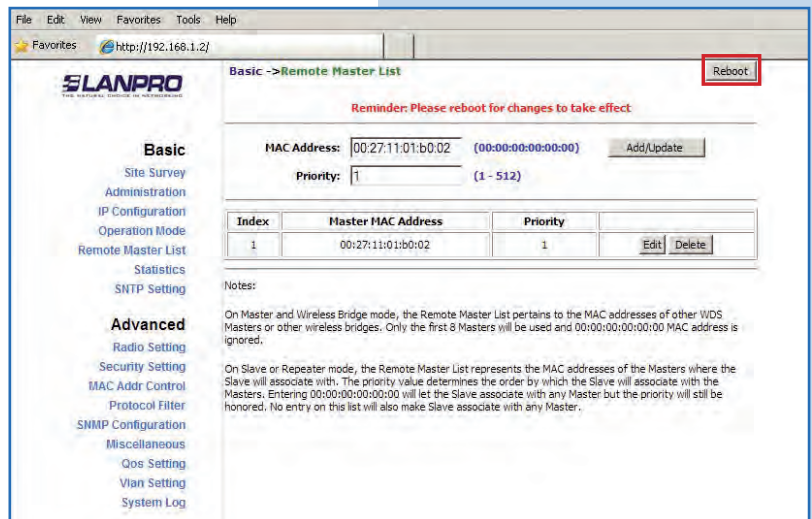 File Edit View Favorites Tools Help
Favorites http://192.168.1.2/
LANPRO
THE NATURAL CHOICE IN NETWORKING
Basic
Site Survey
Administration
IP Configuration
Operation Mode
Remote Master List
Statistics
SNTP Setting
Advanced
Radio Setting
Security Setting
MAC Addr Control
Protocol Filter
SNMP Configuration
Miscellaneous
Qos Setting
Vlan Setting
System Log
Basic ->Remote Master List Reboot
Reminder: Please reboot for changes to take effect
MAC Address: 00:27:11:01:b0:02 (00:00:00:00:00:00) Add/Update
Priority: 1 (1 - 512)
Index Master MAC Address Priority
1 00:27:11:01:b0:02 1 Edit Delete
Notes:
On Master and Wireless Bridge mode, the Remote Master List pertains to the MAC addresses of other WDS
Masters or other wireless bridges. Only the first 8 Masters will be used and 00:00:00:00:00:00 MAC address is
ignored.
On Slave or Repeater mode, the Remote Master List represents the MAC addresses of the Masters where the
Slave will associate with. The priority value determines the order by which the Slave will associate with the
Masters. Entering 00:00:00:00:00:00 will let the Slave associate with any Master but the priority will still be
honored. No entry on this list will also make Slave associate with any Master.